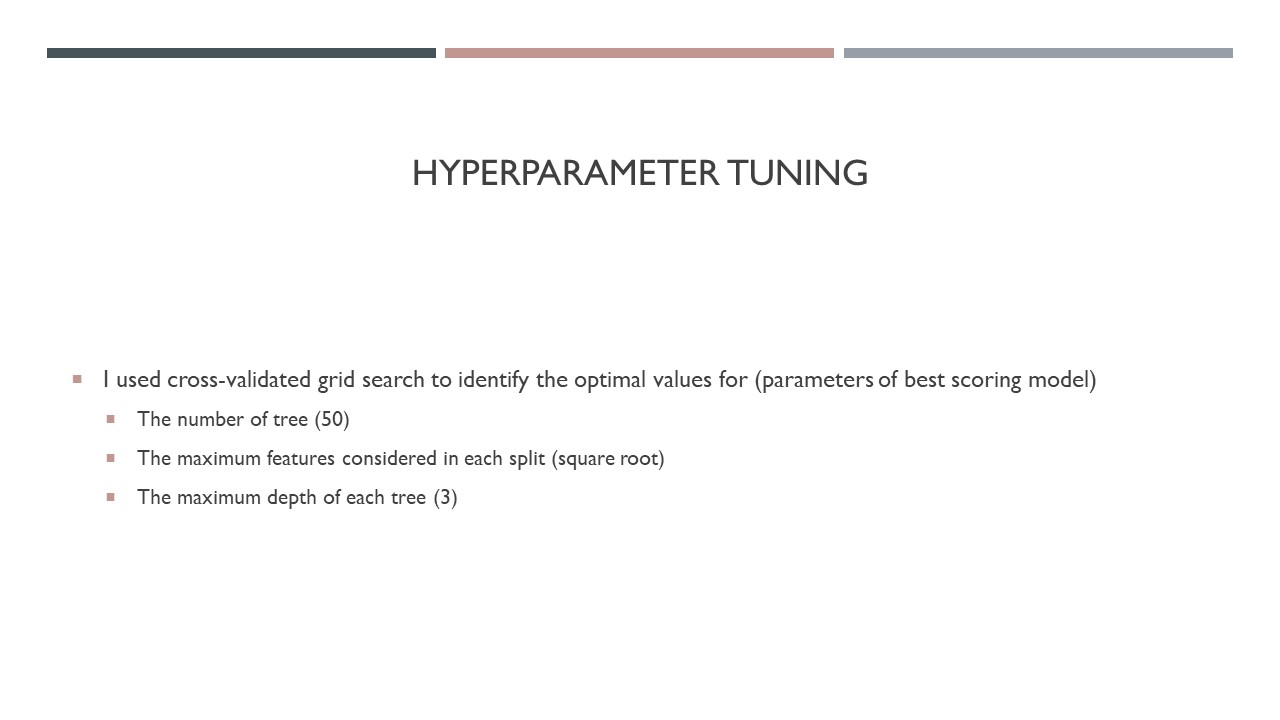 HYPERPARAMETER TUNING
I used cross-validated grid search to identify the optimal values for (parameters of best scoring model)
The number of tree (50)
The maximum features considered in each split (square root)
The maximum depth of each tree (3)